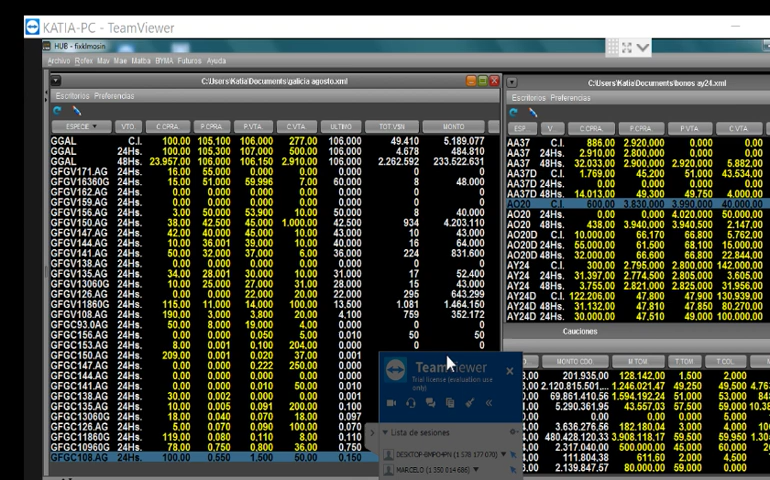 KATIA-PC - TeamViewer
HUB - fixklmosin
Archivo Rofex Mav Mae Matba BYMA Futuros Ayuda
C:\Users\Katia\Documents\galicia agosto.xml
Escritorios Preferencias
ESPECIE VTO. C.CPRA. P.CPRA. P.VTA. C.VTA. ULTIMO TOT V$N MONTO
GGAL C.I. 100,00 105,100 106,000 277,00 106,000 49.410 5.189.077
GGAL 24Hs. 100,00 105,300 107,000 500,00 106,000 4.678 484.810
GGAL 48Hs. 23.957,00 106,000 106,150 2.910,00 106,000 2.262.592 233.522.631
GFGV171.AG 24Hs. 16,00 55,000 0,000 0,00 0,000 0 0
GFGV16360G 24Hs. 15,00 51,000 59,996 7,00 60,000 8 48.000
GFGV162.AG 24Hs. 0,00 0,000 0,000 0,00 0,000 0 0
GFGV159.AG 24Hs. 0,00 0,000 0,000 0,00 0,000 0 0
GFGV156.AG 24Hs. 3,00 50,000 53,900 10,00 50,000 8 40.000
GFGV150.AG 24Hs. 38,00 42,500 45,000 1.000,00 42,500 934 4.203.110
GFGV147.AG 24Hs. 42,00 40,000 45,000 10,00 43,000 10 43.000
GFGV144.AG 24Hs. 10,00 36,001 39,000 10,00 40,000 16 64.000
GFGV141.AG 24Hs. 50,00 32,000 37,000 6,00 36,000 224 831.600
GFGV138.AG 24Hs. 0,00 0,000 0,000 0,00 0,000 0 0
GFGV135.AG 24Hs. 34,00 28,001 30,000 10,00 31,000 17 52.400
GFGV13060G 24Hs. 10,00 25,000 27,000 31,00 28,000 15 43.000
GFGV126.AG 24Hs. 0,00 0,000 22,000 20,00 22,000 295 643.299
GFGV11860G 24Hs. 115,00 11,000 14,000 100,00 13,500 1.081 1.464.150
GFGV108.AG 24Hs. 190,00 3,000 3,800 20,00 4,100 759 352.172
GFGC93.0AG 24Hs. 50,00 8,000 19,000 4,00 0,000 0 0
GFGC156.AG 24Hs. 0,00 0,000 0,050 5,00 0,010 50 50
GFGC153.AG 24Hs. 8,00 0,001 0,100 204,00 0,000 0 0
GFGC150.AG 24Hs. 209,00 0,001 0,020 37,00 0,001
GFGC147.AG 24Hs. 0,00 0,000 0,222 250,00 0,000
GFGC144.AG 24Hs. 0,00 0,000 0,000 0,00 0,000
GFGC141.AG 24Hs. 0,00 0,000 0,010 50,00 0,010
GFGC138.AG 24Hs. 30,00 0,002 0,000 0,00 0,001
GFGC135.AG 24Hs. 10,00 0,005 0,091 200,00 0,100
GFGC13060G 24Hs. 18,00 0,040 0,070 18,00 0,097
GFGC126.AG 24Hs. 5,00 0,070 0,090 100,00 0,070
GFGC11860G 24Hs. 119,00 0,080 0,110 8,00 0,110
GFGC10960G 24Hs. 78,00 0,750 0,800 36,00 0,750
GFGC108.AG 24Hs. 100,00 0,550 1,500 50,00 0,150
C:\Users\Katia\Documents\bonos ay24.xml
Escritorios Preferencias
ESP. V. C.CPRA. P.CPRA. P.VTA. C.VTA.
AA37 C.I. 886,00 2.920,000 0,000 0,00
AA37 24Hs. 2.910,00 2.800,000 0,000 0,00
AA37 48Hs. 32.033,00 2.900,000 2.920,000 5.882,00
AA37D C.I. 1.769,00 45,200 51,000 43.534,00
AA37D 24Hs. 0,00 0,000 0,000 0,00
AA37D 48Hs. 14.013,00 49,300 49,750 4.000,00
AO20 C.I. 600,00 3.830,000 3.990,000 40.000,00
AO20 24Hs. 0,00 0,000 4.020,000 50.000,00
AO20 48Hs. 438,00 3.940,000 3.940,500 2.147,00
AO20D C.I. 10.000,00 66,170 66,800 5.762,00
AO20D 24Hs. 55.000,00 61,500 68,100 15.000,00
AO20D 48Hs. 32.000,00 66,600 66,800 22.844,00
AY24 C.I. 300,00 2.795,000 2.800,000 142.000,00
AY24 24Hs. 31.397,00 2.774,500 2.805,000 3.605,00
AY24 48Hs. 3.755,00 2.821,000 2.825,000 31.956,00
AY24D C.I. 122.206,00 47,800 47,900 130.939,00
AY24D 48Hs. 31.132,00 47,810 47,850 80.270,00
AY24D 24Hs. 30.000,00 47,510 49,000 100.000,00
Cauciones
MONTO CDO M.TOM. T.TOM T.COL.
201.935,00 128.142,00 1,500 2,000
2.120.815.501,... 1.246.021,47 49,250 49,500
69.861.410,56 1.594.192,24 51,000 53,000
5.290.361,95 43.557,03 57,500 59,000
0,00 0,00 0,000 5,000
3.636.276,56 182.180,04 3,000 4,000
480.428.120,33 3.908.118,17 59,500 59,950
2.317.040,00 500.000,00 45,000 60,000
111.804,38 611,60 2,000 4,500
2.139.847,57 80.000,00 59,000 0,000
TeamViewer
Trial license (evaluation use only)
Lista de sesiones
DESKTOP-8MPO4PN (1 578 177 070)
MARCELO (1 350 014 686)